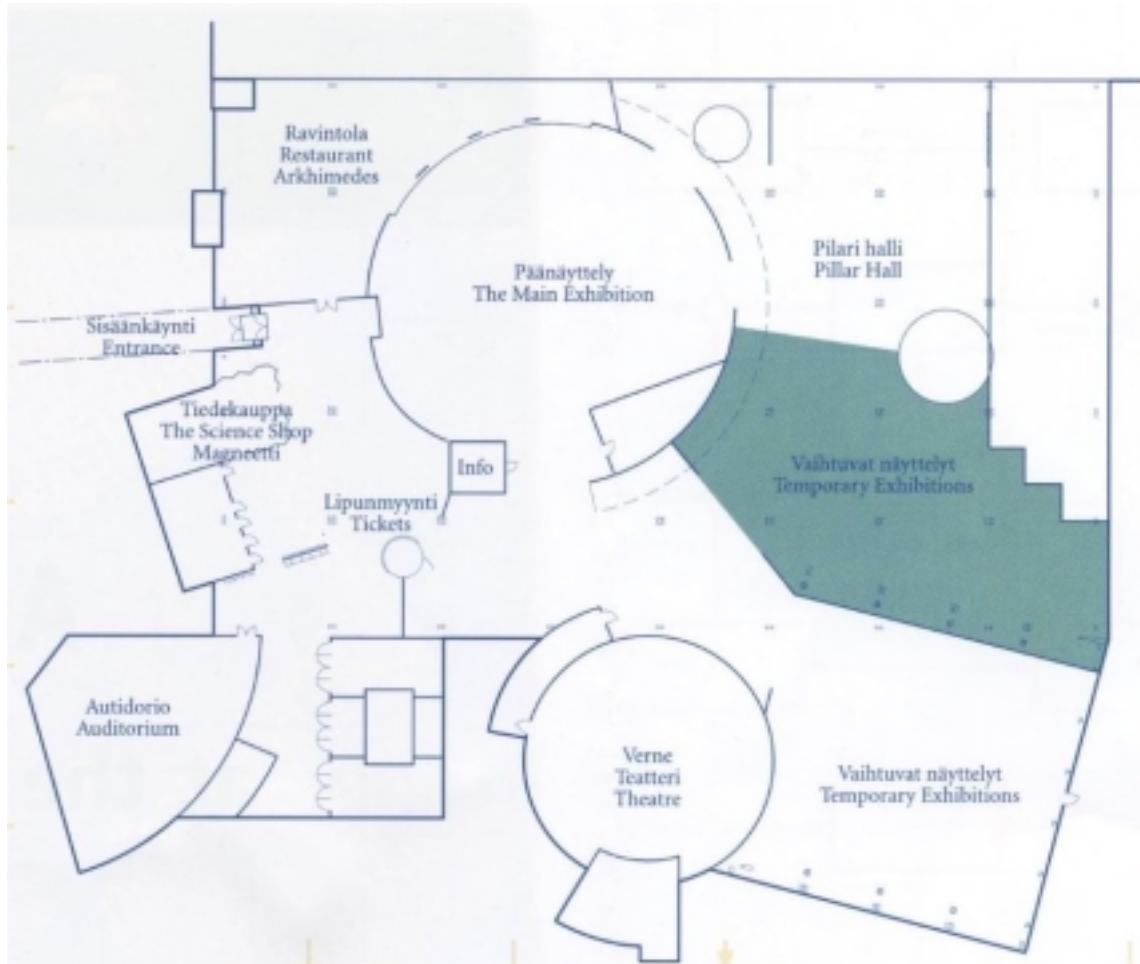 Ravintola
Restaurant
Arkhimedes
Päänäyttely
The Main Exhibition
Pilari halli
Pillar Hall
Sisäänkäynti
Entrance
Tiedekauppa
The Science Shop
Magneetti
Info
Lipunmyynti
Tickets
Vaihtuvat näyttelyt
Temporary Exhibitions
Autidorio
Auditorium
Verne
Teatteri
Theatre
Vaihtuvat näyttelyt
Temporary Exhibitions